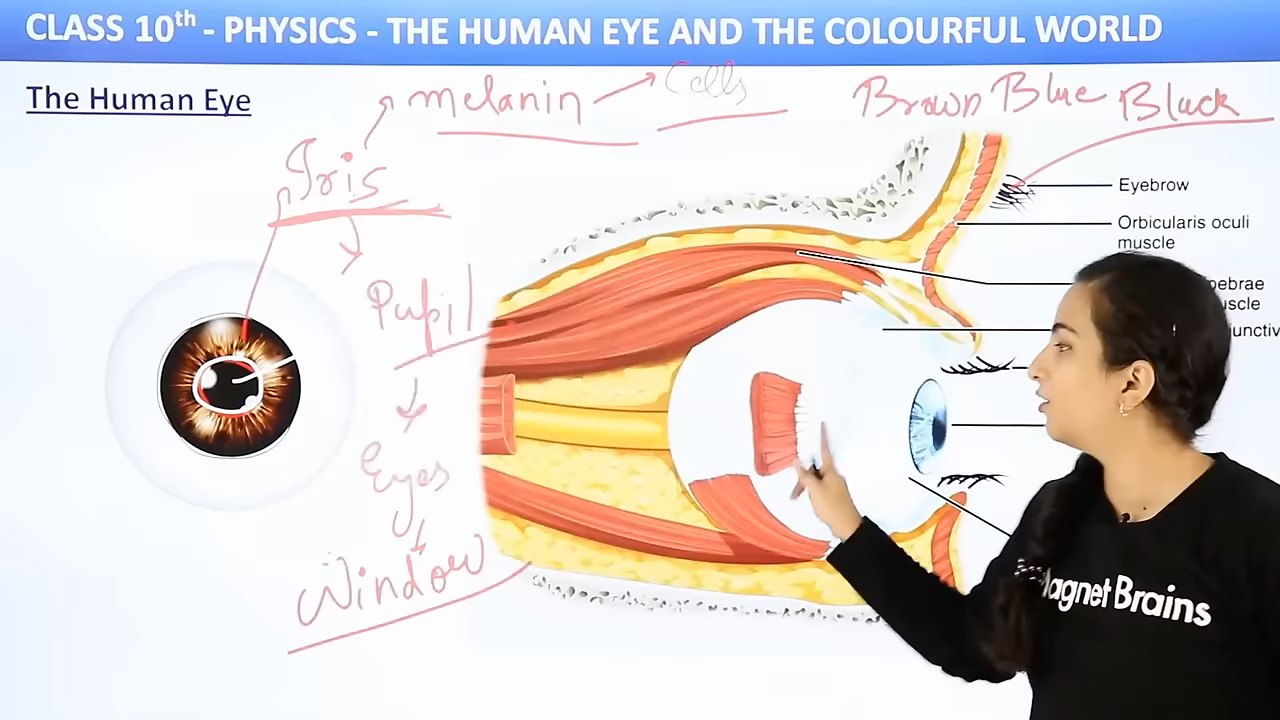 CLASS 10th - PHYSICS - THE HUMAN EYE AND THE COLOURFUL WORLD
The Human Eye
melanin
Cells
Brown Blue Black
Iris
Pupil
Eyes
Window
Eyebrow
Orbicularis oculi
muscle
Magnet Brains